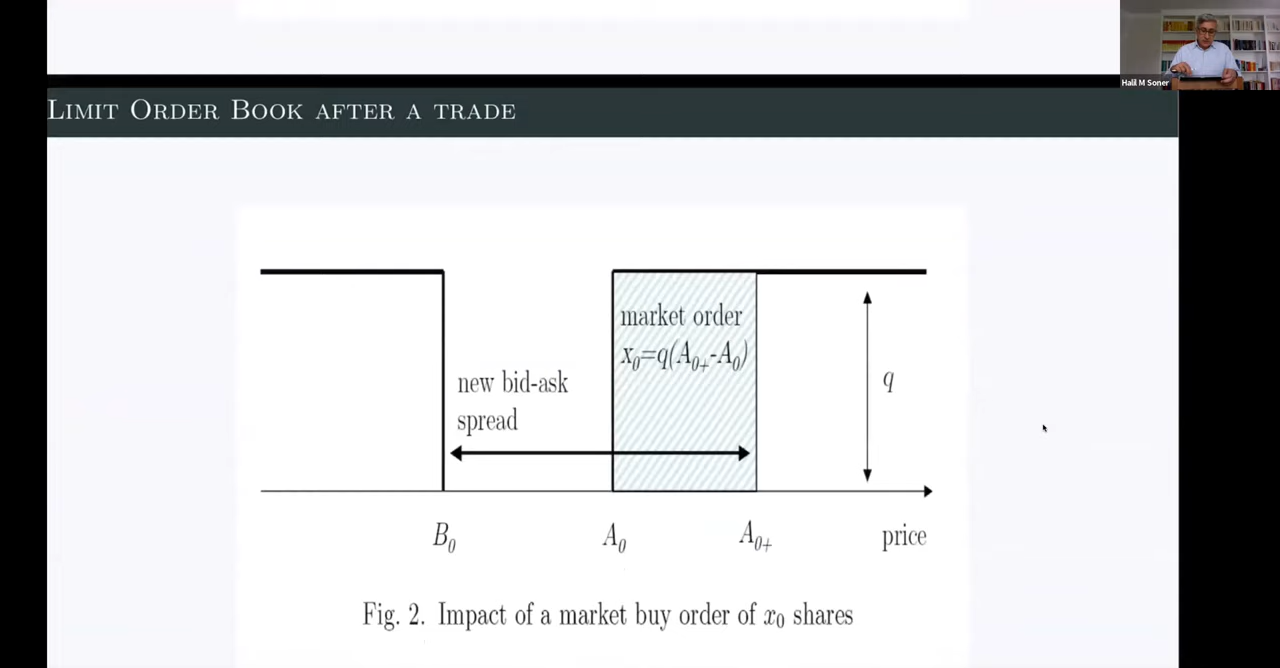 Halil M Soner
LIMIT ORDER BOOK AFTER A TRADE
market order
x₀=q(A₀₊-A₀)
new bid-ask
spread
q
B₀
A₀
A₀₊
price
Fig. 2. Impact of a market buy order of x₀ shares